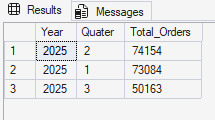 Results Messages
Year Quater Total_Orders
1 2025 2 74154
2 2025 1 73084
3 2025 3 50163